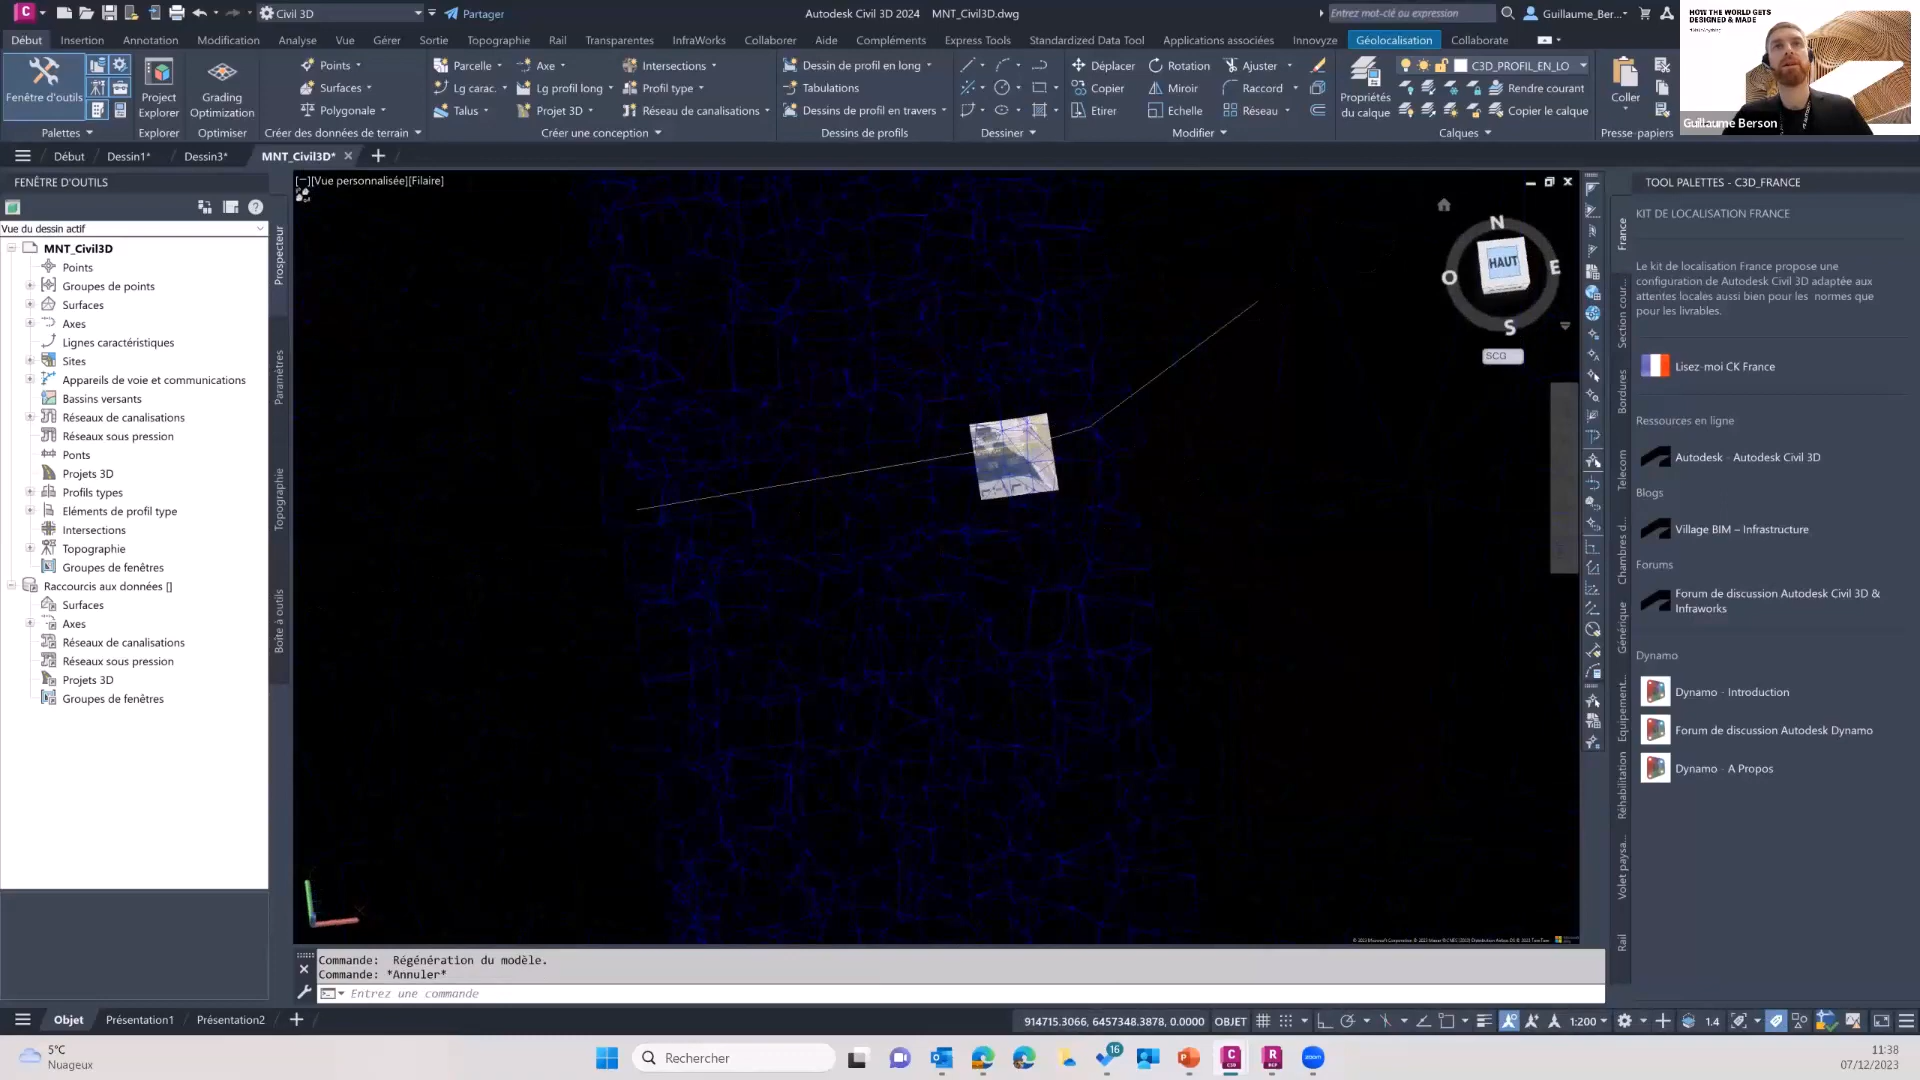 Civil 3D
Partager
Autodesk Civil 3D 2024 MNT_Civil3D.dwg
Entrez mot-clé ou expression
Guillaume_Ber...
Début Insertion Annotation Modification Analyse Vue Gérer Sortie Topographie Rail Transparentes InfraWorks Collaborer Aide Compléments Express Tools Standardized Data Tool Applications associées Innovyze Géolocalisation Collaborate
Fenêtre d'outils
Palettes
Project Explorer
Explorer
Grading Optimization
Optimiser
Points
Surfaces
Polygonale
Créer des données de terrain
Parcelle
Lg carac.
Talus
Axe
Lg profil long
Projet 3D
Intersections
Profil type
Réseau de canalisations
Créer une conception
Dessin de profil en long
Tabulations
Dessins de profil en travers
Dessins de profils
Dessiner
Déplacer
Copier
Etirer
Rotation
Miroir
Echelle
Ajuster
Raccord
Réseau
Modifier
Propriétés du calque
C3D_PROFIL_EN_LO
Rendre courant
Copier le calque
Calques
Coller
Presse-papiers
HOW THE WORLD GETS
DESIGNED & MADE
Guillaume Berson
Début Dessin1* Dessin3* MNT_Civil3D*
FENÊTRE D'OUTILS
Vue du dessin actif
MNT_Civil3D
Points
Groupes de points
Surfaces
Axes
Lignes caractéristiques
Sites
Appareils de voie et communications
Bassins versants
Réseaux de canalisations
Réseaux sous pression
Ponts
Projets 3D
Profils types
Eléments de profil type
Intersections
Topographie
Groupes de fenêtres
Raccourcis aux données []
Surfaces
Axes
Réseaux de canalisations
Réseaux sous pression
Projets 3D
Groupes de fenêtres
Prospecteur
Paramètres
Topographie
Boîte à outils
[−][Vue personnalisée][Filaire]
N
O
E
S
HAUT
SCG
Commande: Régénération du modèle.
Commande: *Annuler*
Entrez une commande
TOOL PALETTES - C3D_FRANCE
France
Section cour...
Bordures
Telecom
Chambres d...
Générique
Equipement...
Réhabilitation
Volet paysa...
Rail
KIT DE LOCALISATION FRANCE
Le kit de localisation France propose une
configuration de Autodesk Civil 3D adaptée aux
attentes locales aussi bien pour les normes que
pour les livrables.
Lisez-moi CK France
Ressources en ligne
Autodesk - Autodesk Civil 3D
Blogs
Village BIM – Infrastructure
Forums
Forum de discussion Autodesk Civil 3D &
Infraworks
Dynamo
Dynamo - Introduction
Forum de discussion Autodesk Dynamo
Dynamo - A Propos
Objet Présentation1 Présentation2
914715.3066, 6457348.3878, 0.0000 OBJET
1:200
1.4
5°C
Nuageux
Rechercher
16
zoom
11:38
07/12/2023